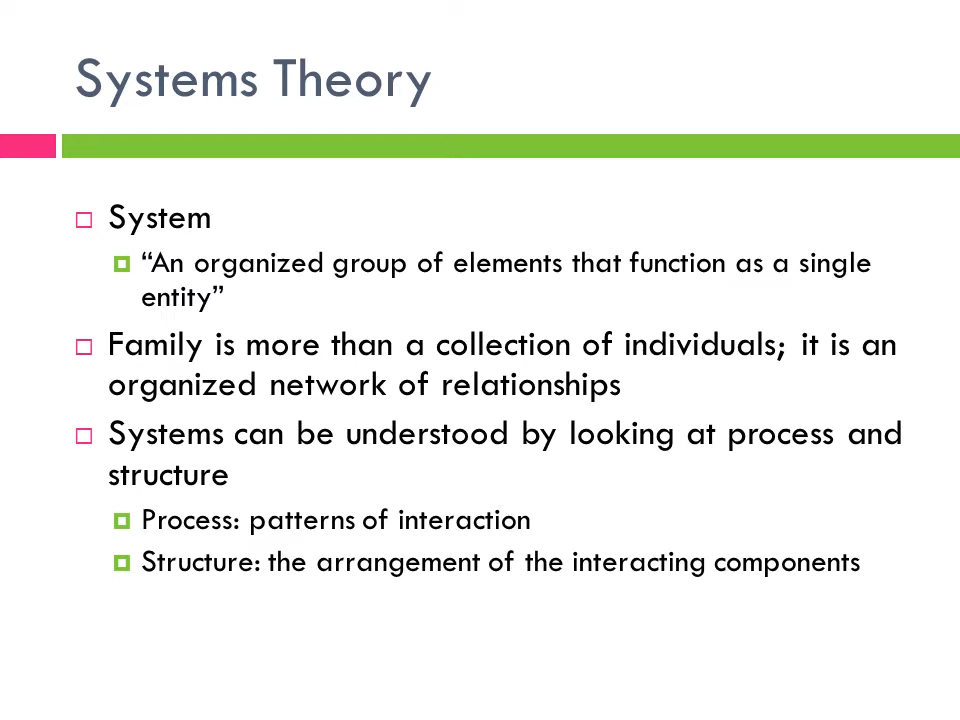 Systems Theory
System
“An organized group of elements that function as a single
entity”
Family is more than a collection of individuals; it is an
organized network of relationships
Systems can be understood by looking at process and
structure
Process: patterns of interaction
Structure: the arrangement of the interacting components